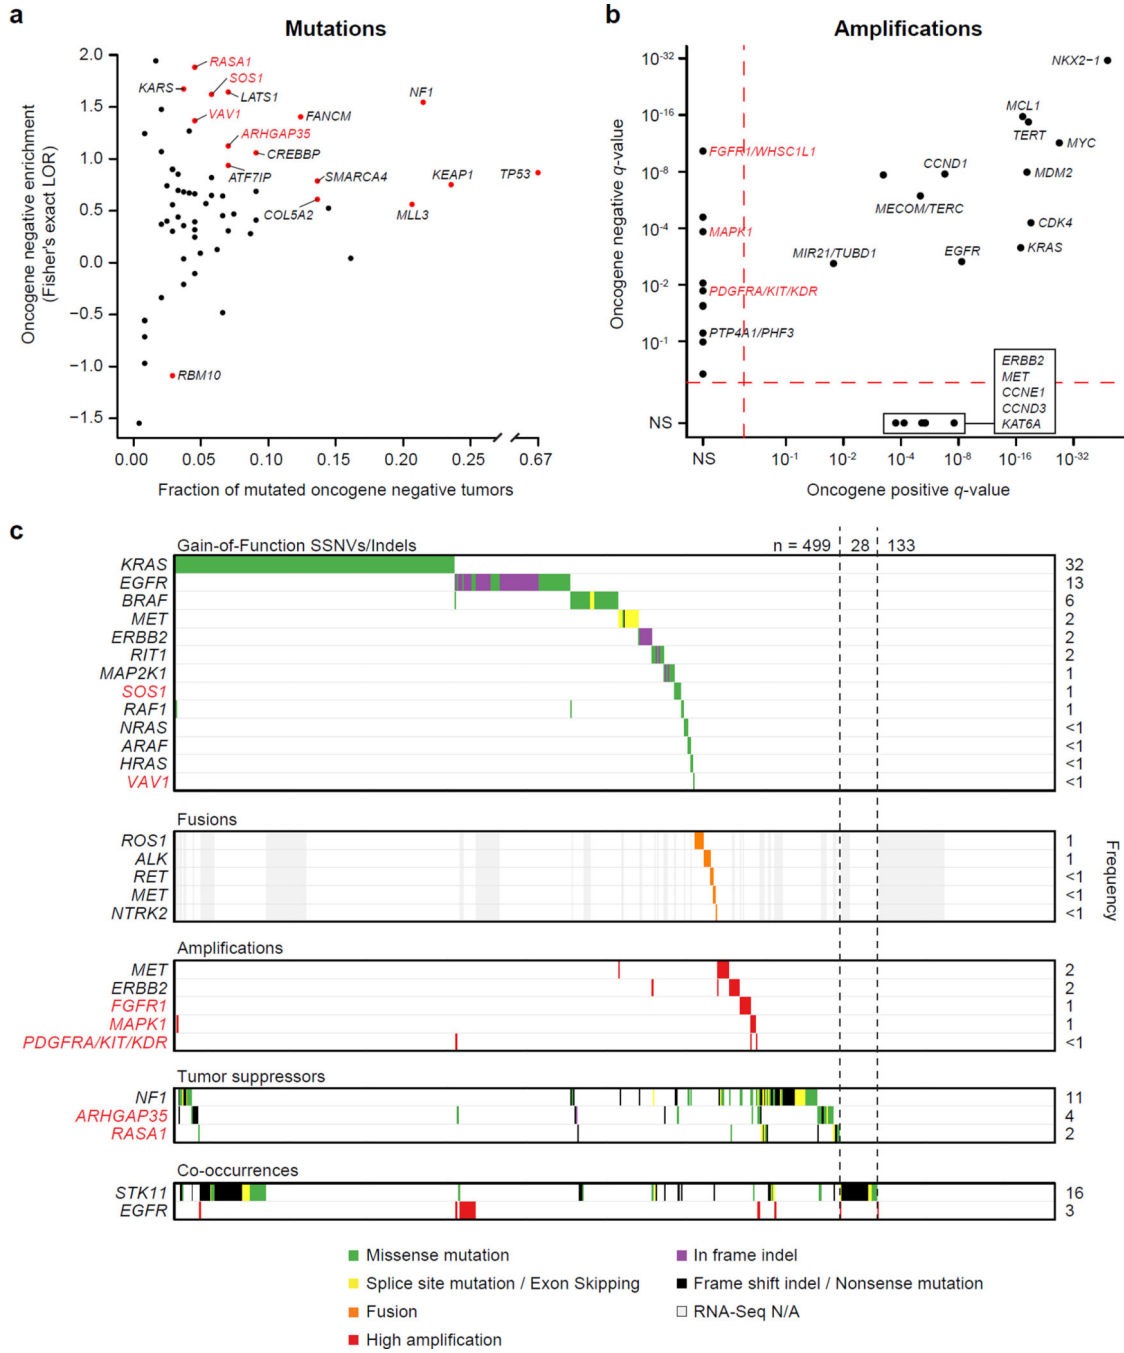 a
Mutations
Oncogene negative enrichment
(Fisher's exact LOR)
2.0
1.5
1.0
0.5
0.0
−0.5
−1.0
−1.5
RASA1
SOS1
KARS
LATS1
NF1
VAV1
FANCM
ARHGAP35
CREBBP
ATF7IP
SMARCA4
KEAP1
TP53
COL5A2
MLL3
RBM10
0.00
0.05
0.10
0.15
0.20
0.25
0.67
Fraction of mutated oncogene negative tumors
b
Amplifications
Oncogene negative q-value
10-32
10-16
10-8
10-4
10-2
10-1
NS
NKX2−1
MCL1
TERT
MYC
FGFR1/WHSC1L1
CCND1
MDM2
MECOM/TERC
MAPK1
CDK4
MIR21/TUBD1
EGFR
KRAS
PDGFRA/KIT/KDR
PTP4A1/PHF3
ERBB2
MET
CCNE1
CCND3
KAT6A
NS
10-1
10-2
10-4
10-8
10-16
10-32
Oncogene positive q-value
c
Gain-of-Function SSNVs/Indels
n = 499
28
133
KRAS 32
EGFR 13
BRAF 6
MET 2
ERBB2 2
RIT1 2
MAP2K1 1
SOS1 1
RAF1 1
NRAS <1
ARAF <1
HRAS <1
VAV1 <1
Fusions
ROS1 1
ALK 1
RET <1
MET <1
NTRK2 <1
Frequency
Amplifications
MET 2
ERBB2 2
FGFR1 1
MAPK1 1
PDGFRA/KIT/KDR <1
Tumor suppressors
NF1 11
ARHGAP35 4
RASA1 2
Co-occurrences
STK11 16
EGFR 3
Missense mutation
In frame indel
Splice site mutation / Exon Skipping
Frame shift indel / Nonsense mutation
Fusion
RNA-Seq N/A
High amplification